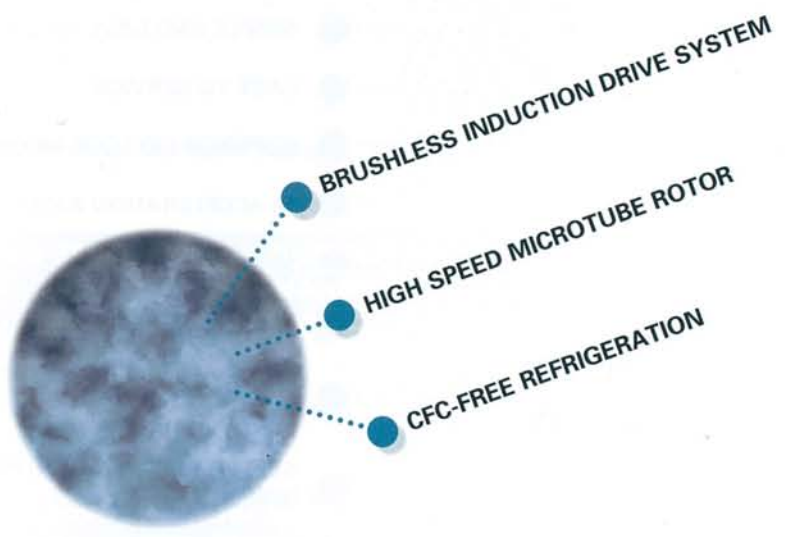 BRUSHLESS INDUCTION DRIVE SYSTEM
HIGH SPEED MICROTUBE ROTOR
CFC-FREE REFRIGERATION